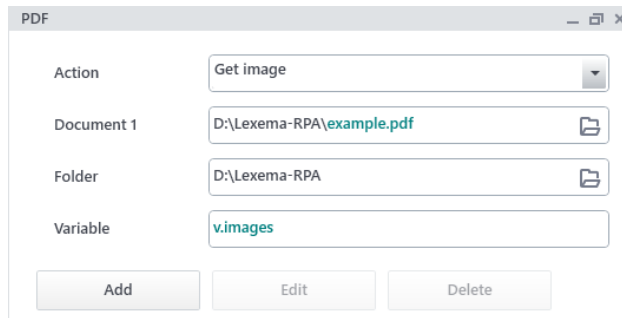 PDF
Action Get image
Document 1 D:\Lexema-RPA\example.pdf
Folder D:\Lexema-RPA
Variable v.images
Add Edit Delete